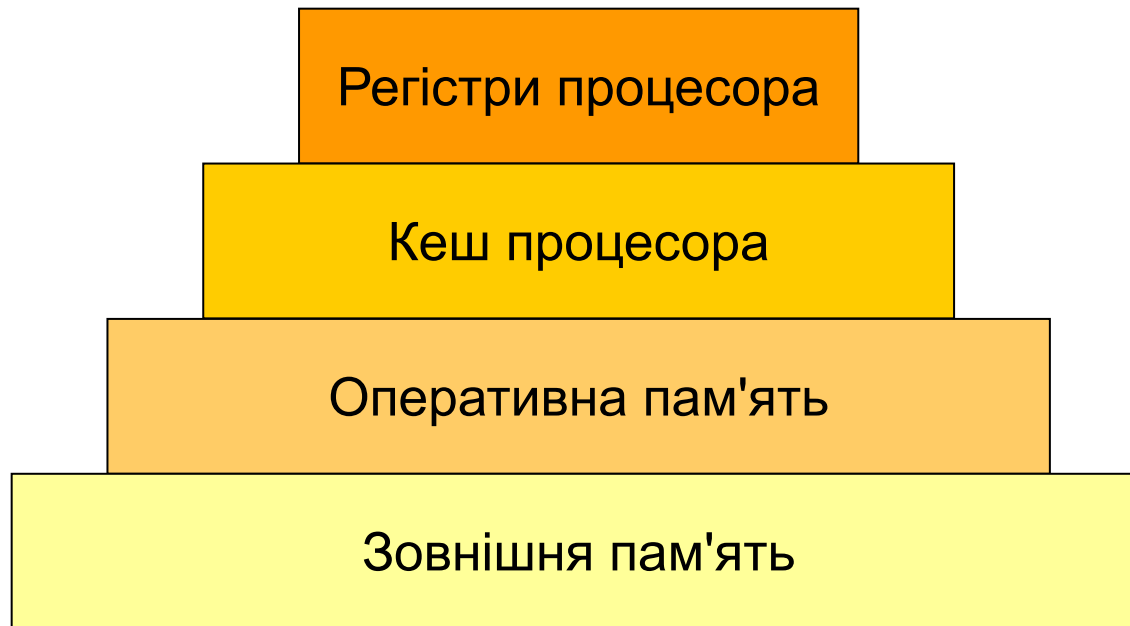 Регістри процесора
Кеш процесора
Оперативна пам'ять
Зовнішня пам'ять